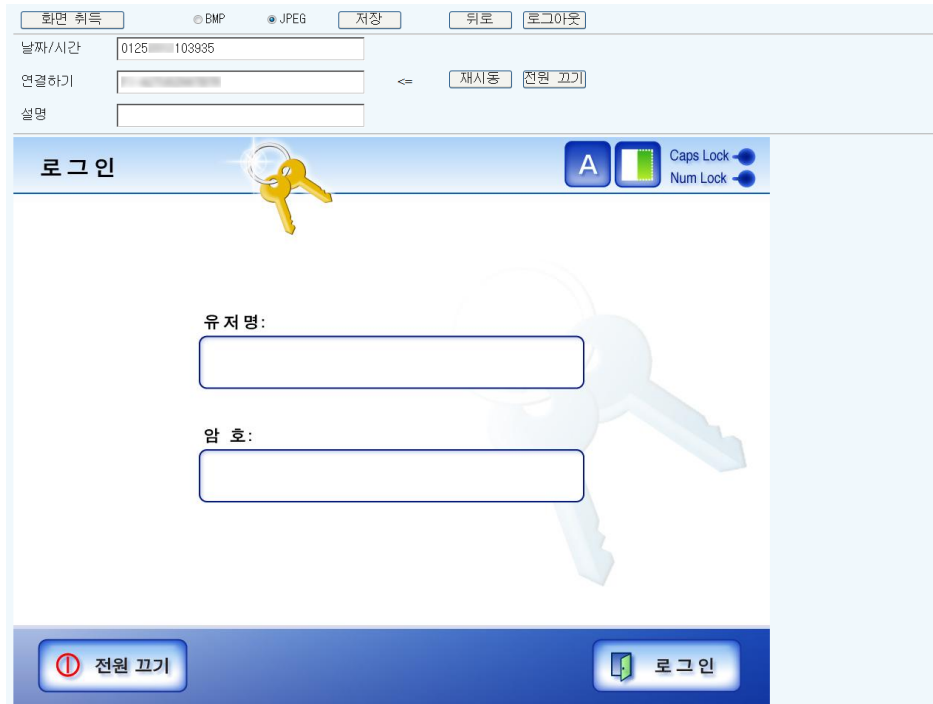 화면 취득 BMP JPEG 저장 뒤로 로그아웃
날짜/시간 0125 103935
연결하기 <= 재시동 전원 끄기
설명
로그인 A Caps Lock
Num Lock
유저명:
암 호:
전원 끄기 로그인